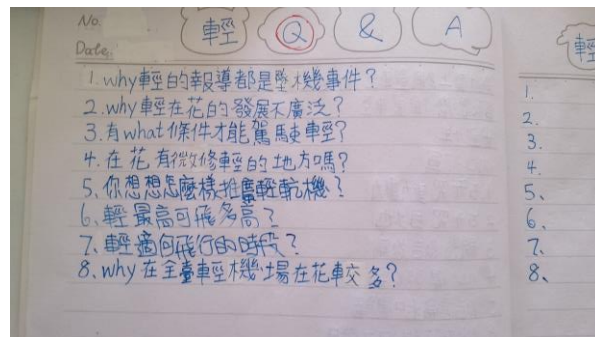 No.
Date:
輕 Q & A
1. why輕的報導都是墜機事件?
2. why輕在花的發展不廣泛?
3. 有what條件才能駕駛輕?
4. 在花有微修輕的地方嗎?
5. 你想想怎麼樣推廣輕航機?
6、輕最高可飛多高?
7、輕適向飛行的時段?
8、why在全臺輕機場在花較多?
輕
1.
2.
3.
4.
5、
6、
7、
8、